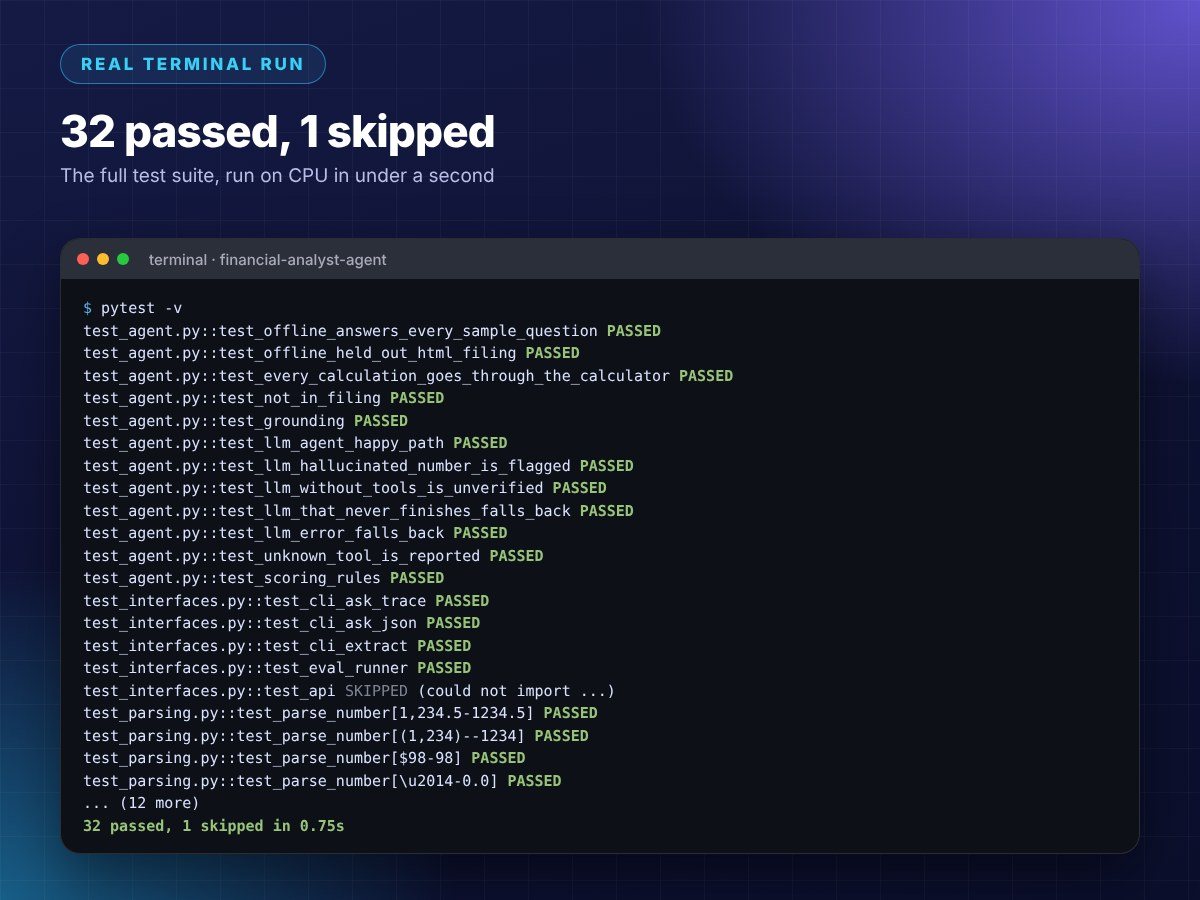 REAL TERMINAL RUN
32 passed, 1 skipped
The full test suite, run on CPU in under a second
terminal · financial-analyst-agent
$ pytest -v
test_agent.py::test_offline_answers_every_sample_question PASSED
test_agent.py::test_offline_held_out_html_filing PASSED
test_agent.py::test_every_calculation_goes_through_the_calculator PASSED
test_agent.py::test_not_in_filing PASSED
test_agent.py::test_grounding PASSED
test_agent.py::test_llm_agent_happy_path PASSED
test_agent.py::test_llm_hallucinated_number_is_flagged PASSED
test_agent.py::test_llm_without_tools_is_unverified PASSED
test_agent.py::test_llm_that_never_finishes_falls_back PASSED
test_agent.py::test_llm_error_falls_back PASSED
test_agent.py::test_unknown_tool_is_reported PASSED
test_agent.py::test_scoring_rules PASSED
test_interfaces.py::test_cli_ask_trace PASSED
test_interfaces.py::test_cli_ask_json PASSED
test_interfaces.py::test_cli_extract PASSED
test_interfaces.py::test_eval_runner PASSED
test_interfaces.py::test_api SKIPPED (could not import ...)
test_parsing.py::test_parse_number[1,234.5-1234.5] PASSED
test_parsing.py::test_parse_number[(1,234)--1234] PASSED
test_parsing.py::test_parse_number[$98-98] PASSED
test_parsing.py::test_parse_number[\u2014-0.0] PASSED
... (12 more)
32 passed, 1 skipped in 0.75s